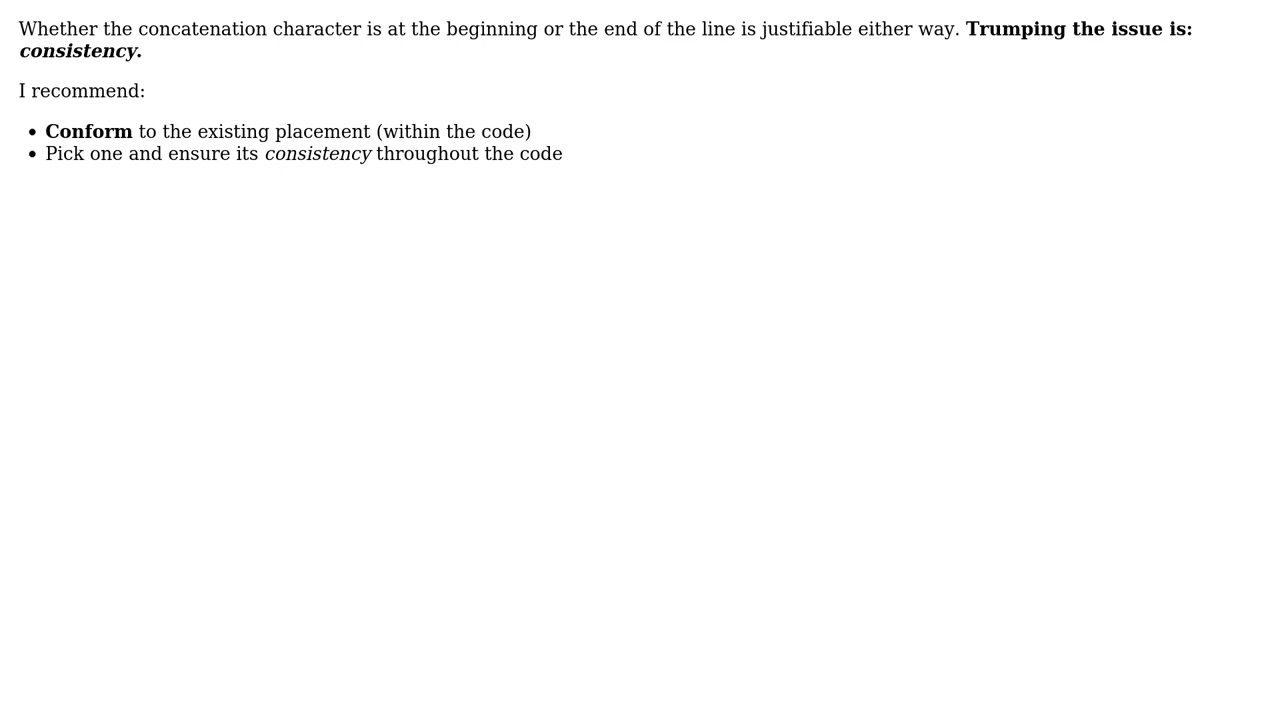 Whether the concatenation character is at the beginning or the end of the line is justifiable either way. Trumping the issue is:
consistency.
I recommend:
• Conform to the existing placement (within the code)
• Pick one and ensure its consistency throughout the code